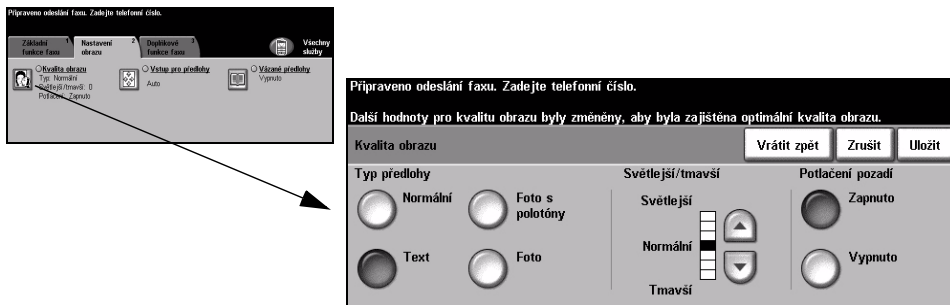 Připraveno odeslání faxu. Zadejte telefonní číslo.
Základní funkce faxu 1
Nastavení obrazu 2
Doplňkové funkce faxu 3
Všechny služby
Kvalita obrazu
Typ: Normální
Světlejší/tmavší: 0
Potlačení: Zapnuto
Vstup pro předlohy
Auto
Vázané předlohy
Vypnuto
Připraveno odeslání faxu. Zadejte telefonní číslo.
Další hodnoty pro kvalitu obrazu byly změněny, aby byla zajištěna optimální kvalita obrazu.
Kvalita obrazu
Vrátit zpět
Zrušit
Uložit
Typ předlohy
Světlejší/tmavší
Potlačení pozadí
Normální
Foto s polotóny
Světlejší
Zapnuto
Normální
Text
Foto
Vypnuto
Tmavší